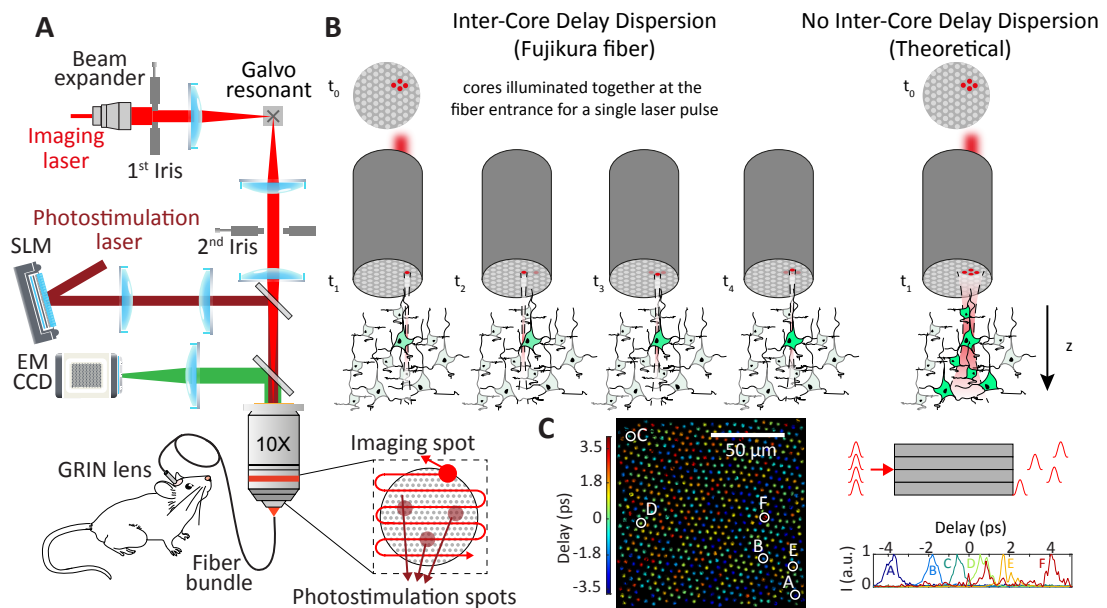 A
Beam
expander
Galvo
resonant
Imaging
laser
1st Iris
Photostimulation
laser
SLM
2nd Iris
EM
CCD
10X
GRIN lens
Fiber
bundle
Imaging spot
Photostimulation spots
B
Inter-Core Delay Dispersion
(Fujikura fiber)
No Inter-Core Delay Dispersion
(Theoretical)
t0
cores illuminated together at the
fiber entrance for a single laser pulse
t0
t1
t2
t3
t4
t1
z
C
Delay (ps)
3.5
1.8
0
-1.8
-3.5
50 µm
C
D
F
B
E
A
Delay (ps)
-4
-2
0
2
4
I (a.u.)
1
0
A
B
C
D
E
F